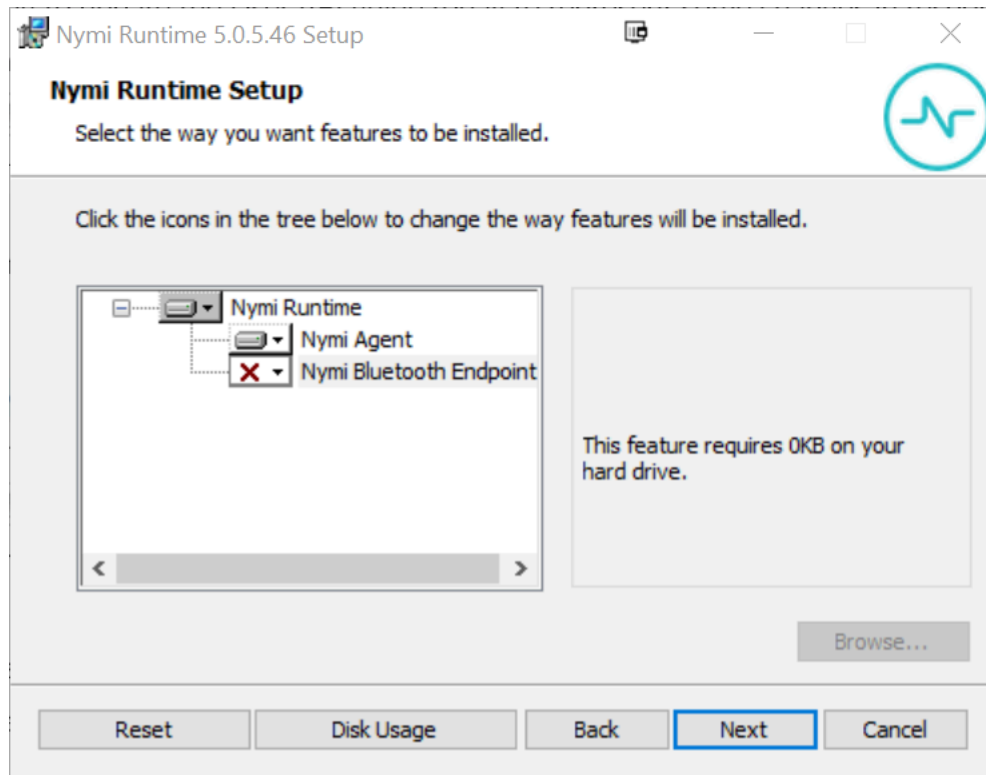 Nymi Runtime 5.0.5.46 Setup
Nymi Runtime Setup
Select the way you want features to be installed.
Click the icons in the tree below to change the way features will be installed.
Nymi Runtime
Nymi Agent
Nymi Bluetooth Endpoint
This feature requires 0KB on your
hard drive.
Browse...
Reset Disk Usage Back Next Cancel